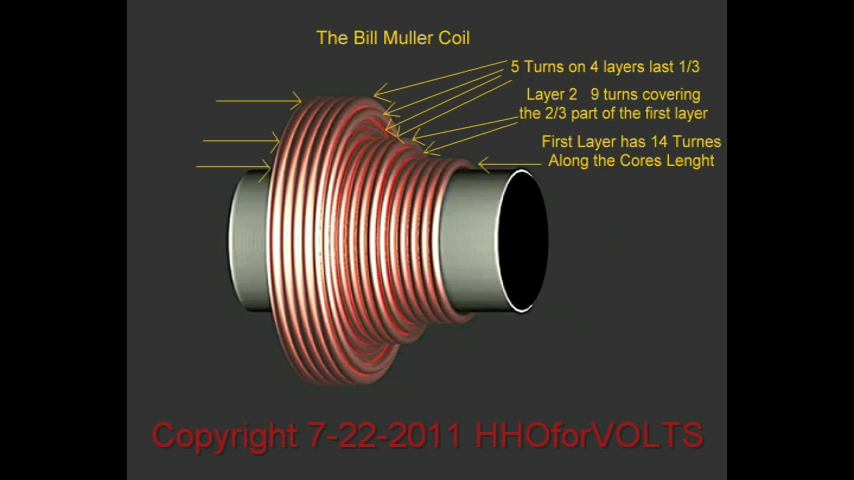 The Bill Muller Coil
5 Turns on 4 layers last 1/3
Layer 2 9 turns covering
the 2/3 part of the first layer
First Layer has 14 Turnes
Along the Cores Lenght
Copyright 7-22-2011 HHOforVOLTS